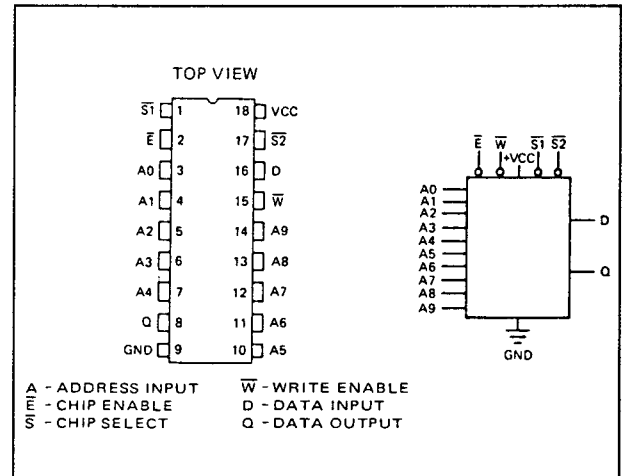 TOP VIEW
S̅1̅ 1 18 VCC
E̅ 2 17 S̅2̅
A0 3 16 D
A1 4 15 W̅
A2 5 14 A9
A3 6 13 A8
A4 7 12 A7
Q 8 11 A6
GND 9 10 A5
E̅ W̅ +VCC S̅1̅ S̅2̅
A0
A1
A2
A3
A4
A5
A6
A7
A8
A9
D
Q
GND
A - ADDRESS INPUT W̅ - WRITE ENABLE
E̅ - CHIP ENABLE D - DATA INPUT
S̅ - CHIP SELECT Q - DATA OUTPUT